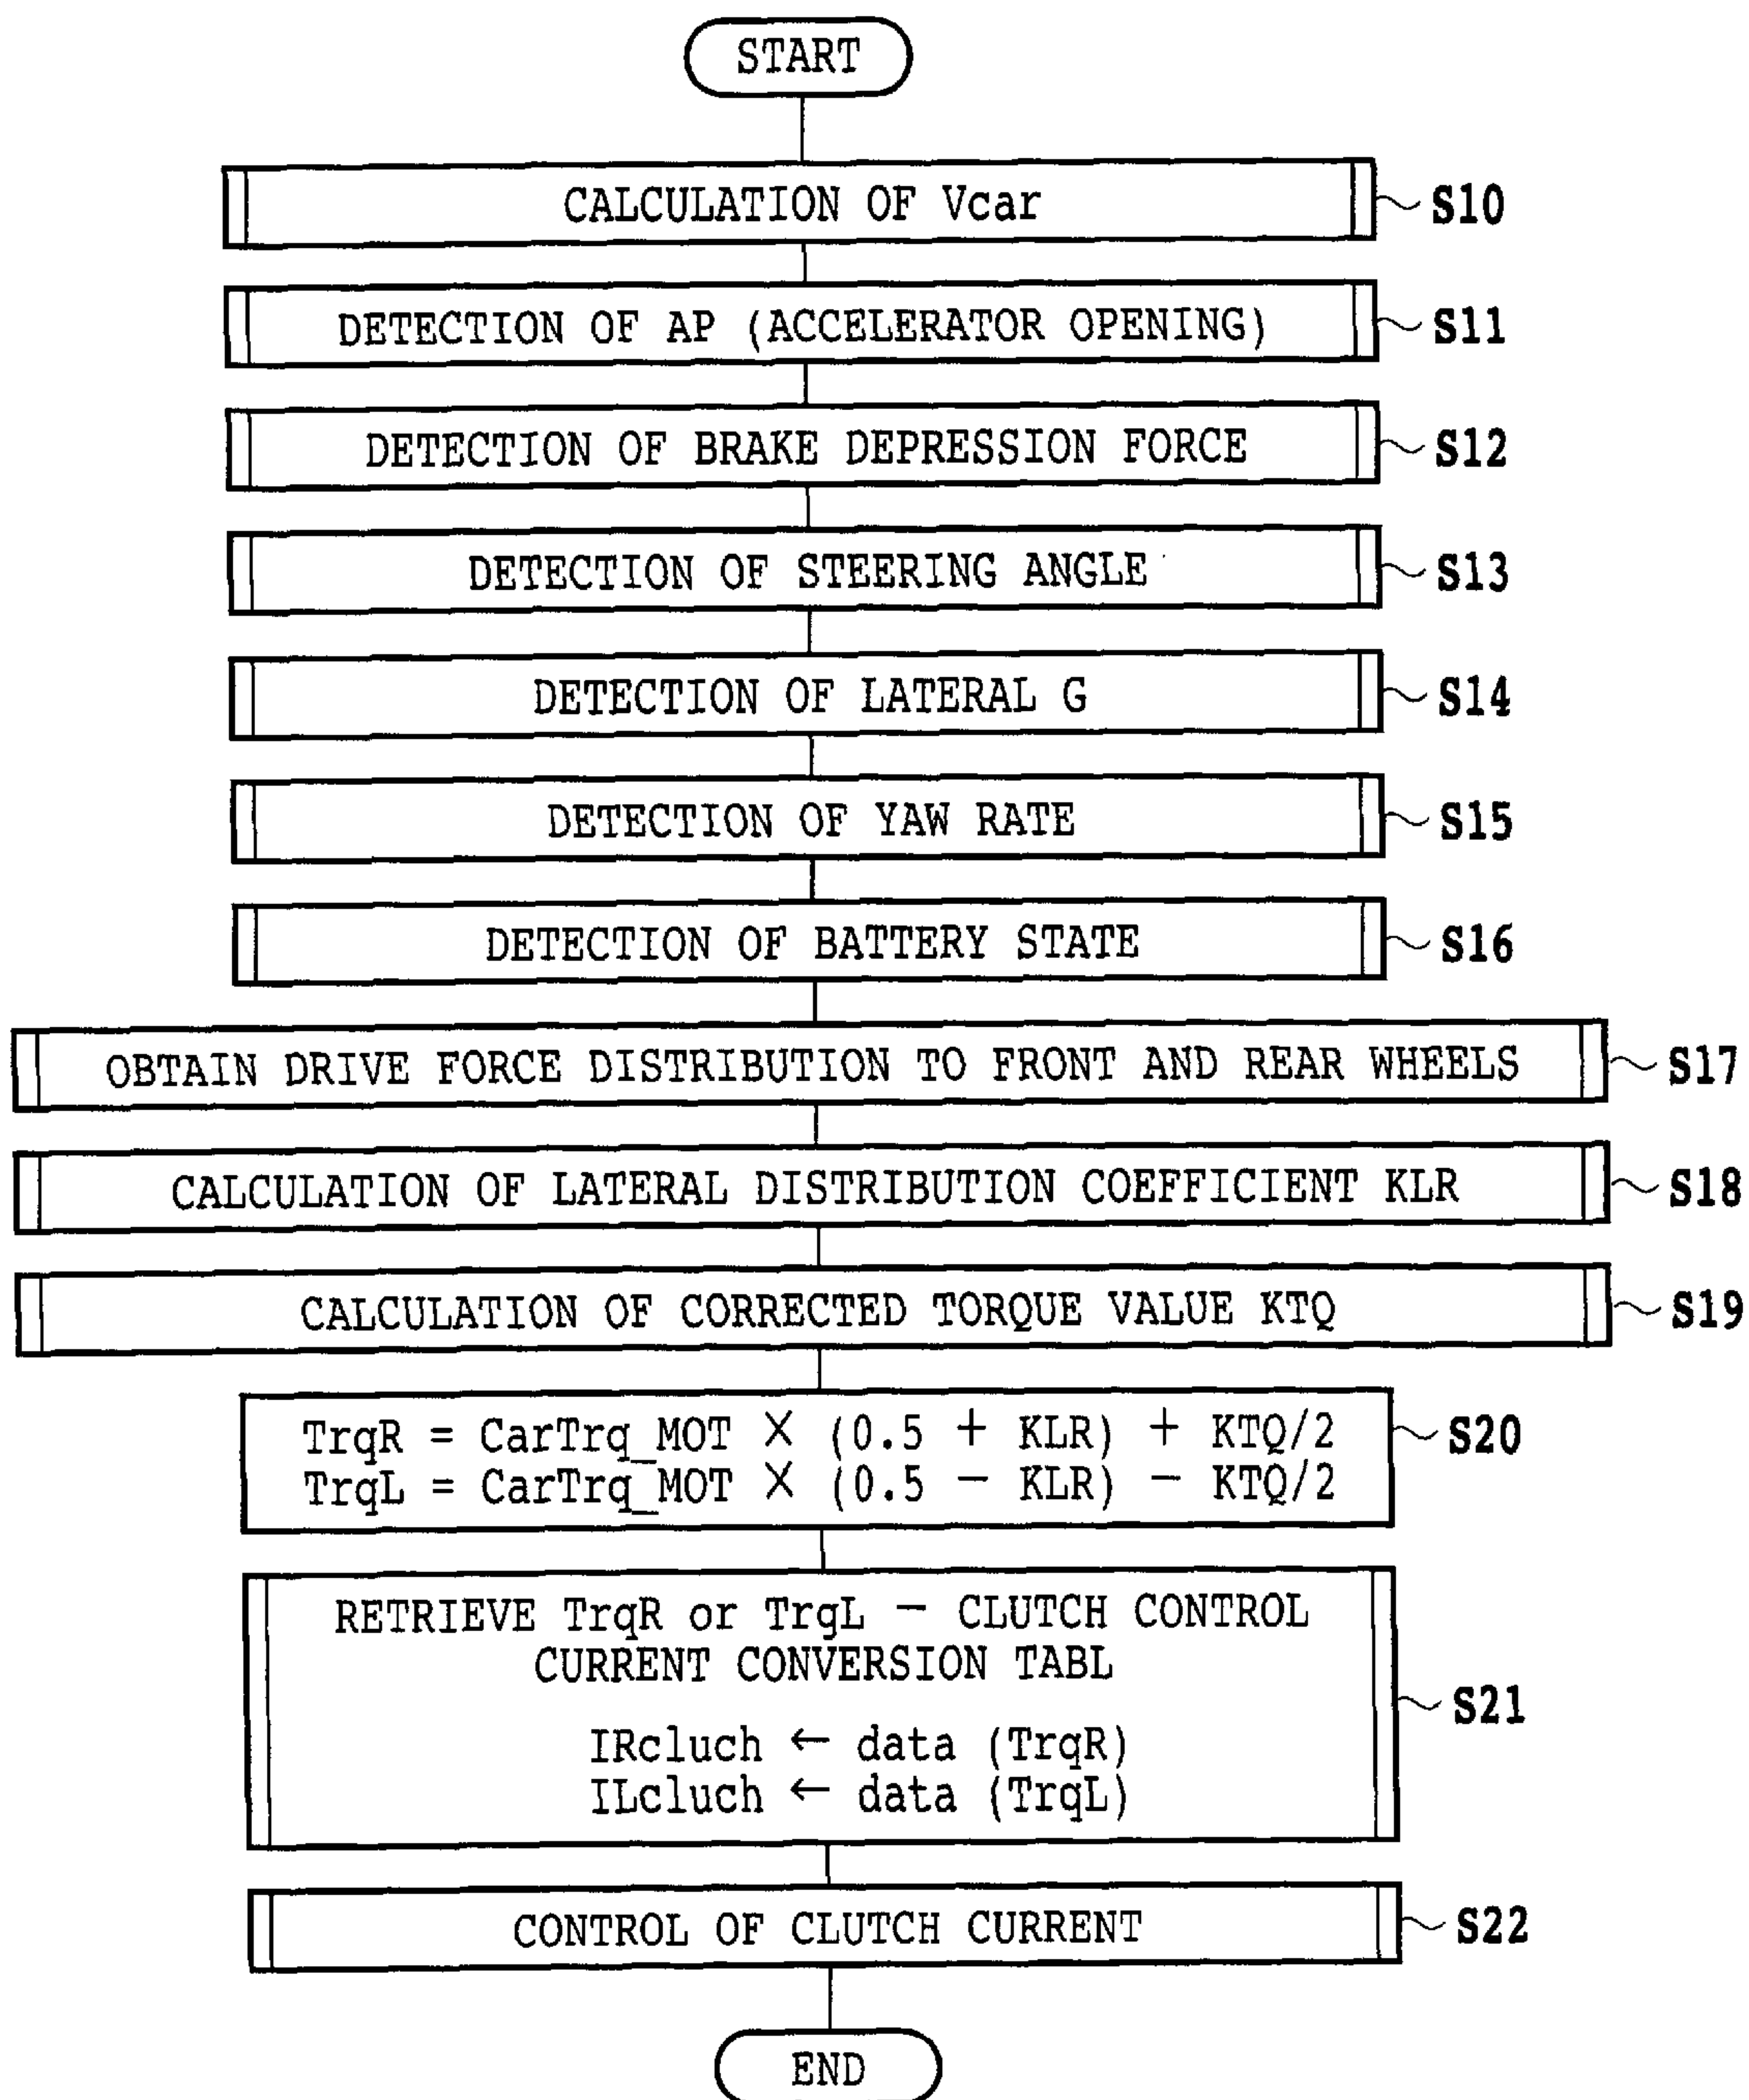 START
CALCULATION OF Vcar
S10
DETECTION OF AP (ACCELERATOR OPENING)
S11
DETECTION OF BRAKE DEPRESSION FORCE
S12
DETECTION OF STEERING ANGLE
S13
DETECTION OF LATERAL G
S14
DETECTION OF YAW RATE
S15
DETECTION OF BATTERY STATE
S16
OBTAIN DRIVE FORCE DISTRIBUTION TO FRONT AND REAR WHEELS
S17
CALCULATION OF LATERAL DISTRIBUTION COEFFICIENT KLR
S18
CALCULATION OF CORRECTED TORQUE VALUE KTQ
S19
TrqR = CarTrq_MOT × (0.5 + KLR) + KTQ/2
TrqL = CarTrq_MOT × (0.5 − KLR) − KTQ/2
S20
RETRIEVE TrqR or TrqL − CLUTCH CONTROL
CURRENT CONVERSION TABL
IRcluch ← data (TrqR)
ILcluch ← data (TrqL)
S21
CONTROL OF CLUTCH CURRENT
S22
END